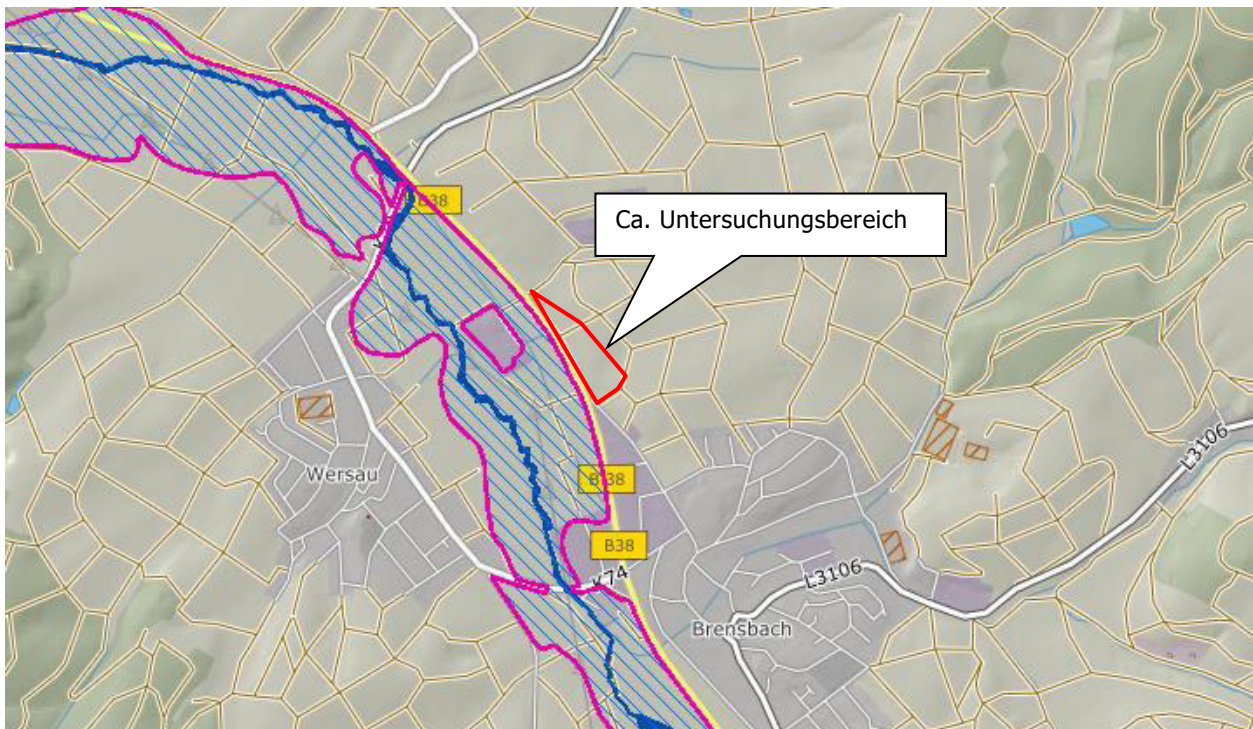 B38
Ca. Untersuchungsbereich
Wersau
B38
B38
K74
L3106
L3106
Brensbach